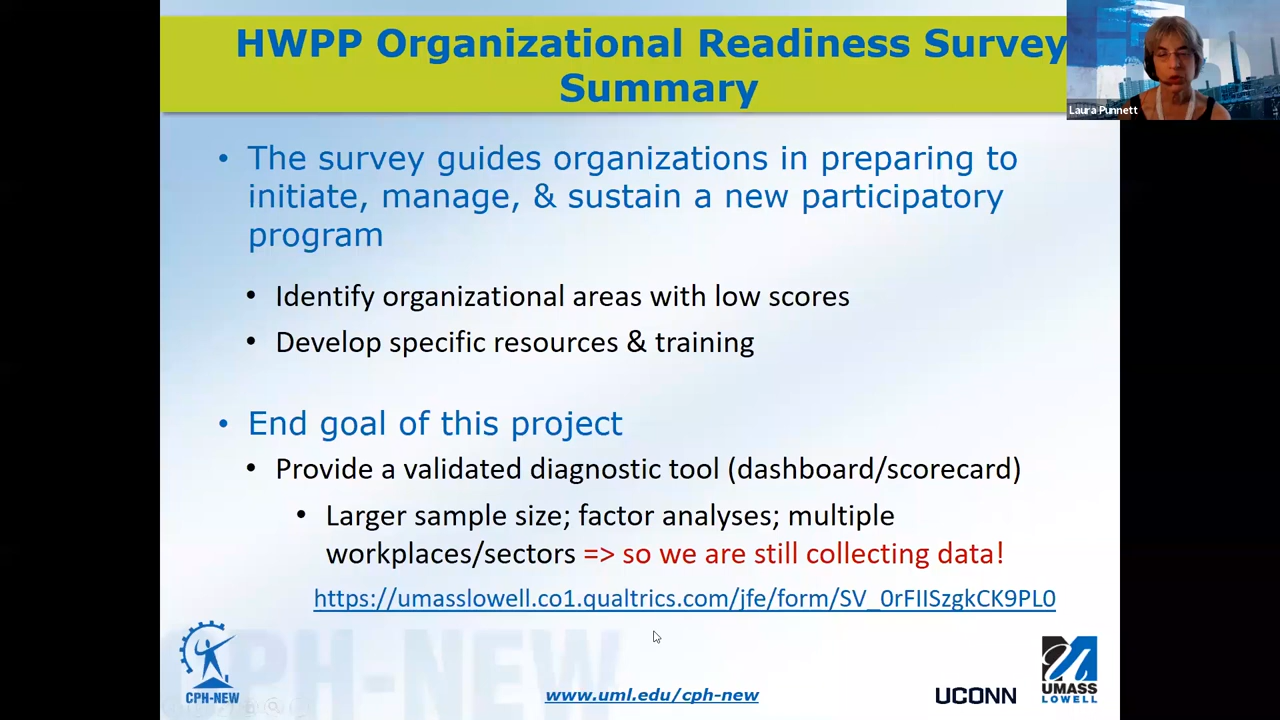 HWPP Organizational Readiness Survey
Summary
Laura Punnett
• The survey guides organizations in preparing to
initiate, manage, & sustain a new participatory
program
• Identify organizational areas with low scores
• Develop specific resources & training
• End goal of this project
• Provide a validated diagnostic tool (dashboard/scorecard)
• Larger sample size; factor analyses; multiple
workplaces/sectors => so we are still collecting data!
https://umasslowell.co1.qualtrics.com/jfe/form/SV_0rFIISzgkCK9PL0
CPH-NEW
CPH-NEW
www.uml.edu/cph-new
UCONN
UMASS
LOWELL